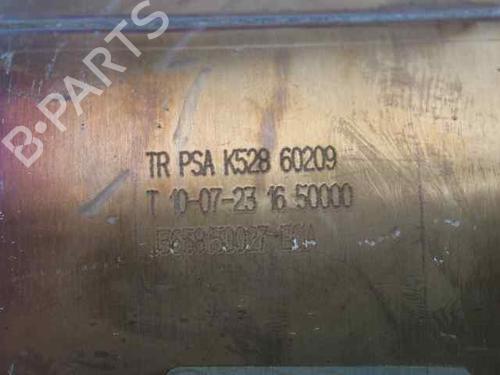 B-PARTS
TR PSA K528 60209
T 10-07-23 16 50000